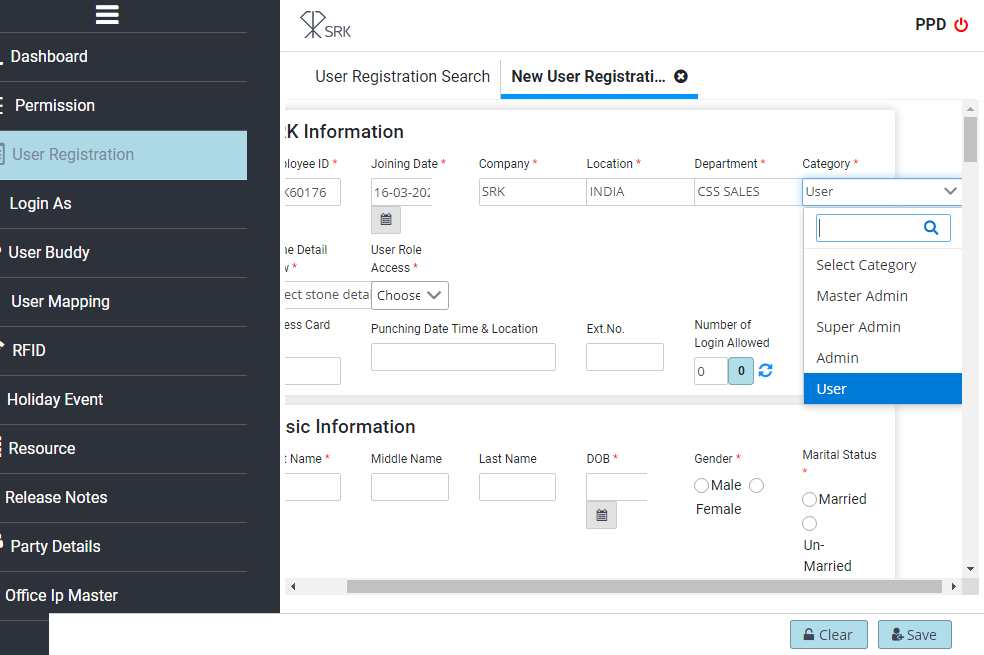 SRK
PPD
Dashboard
Permission
User Registration
Login As
User Buddy
User Mapping
RFID
Holiday Event
Resource
Release Notes
Party Details
Office Ip Master
User Registration Search
New User Registrati...
K Information
loyee ID *
Joining Date *
Company *
Location *
Department *
Category *
K60176
16-03-202
SRK
INDIA
CSS SALES
User
Select Category
Master Admin
Super Admin
Admin
User
ne Detail
w *
User Role
Access *
ect stone detai
Choose
ess Card
Punching Date Time & Location
Ext.No.
Number of
Login Allowed
0
0
sic Information
t Name *
Middle Name
Last Name
DOB *
Gender *
Marital Status
*
Male
Female
Married
Un-
Married
Clear
Save